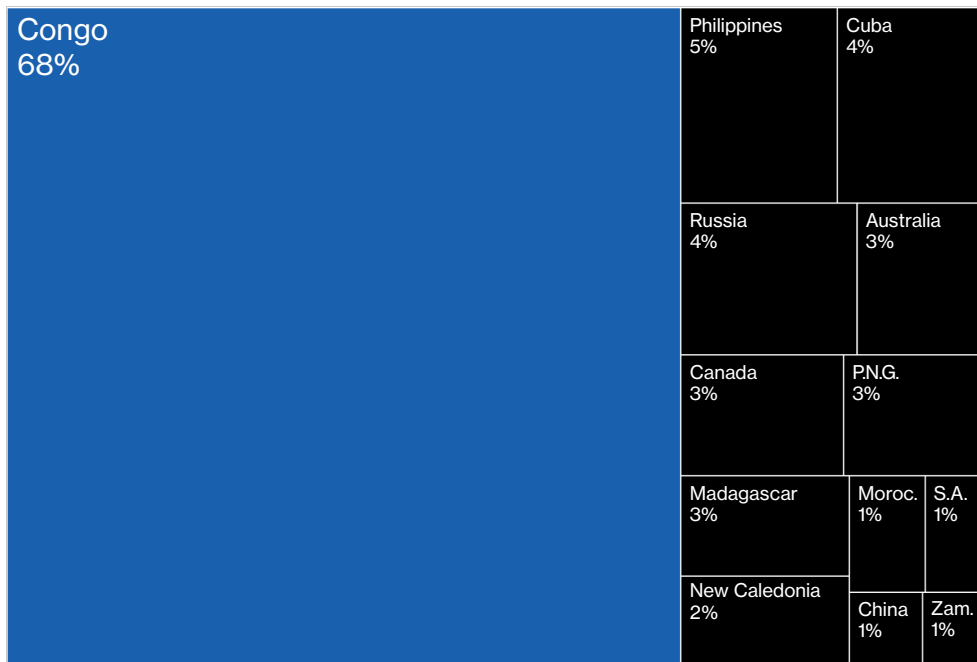 Congo
68%
Philippines
5%
Cuba
4%
Russia
4%
Australia
3%
Canada
3%
P.N.G.
3%
Madagascar
3%
Moroc.
1%
S.A.
1%
New Caledonia
2%
China
1%
Zam.
1%